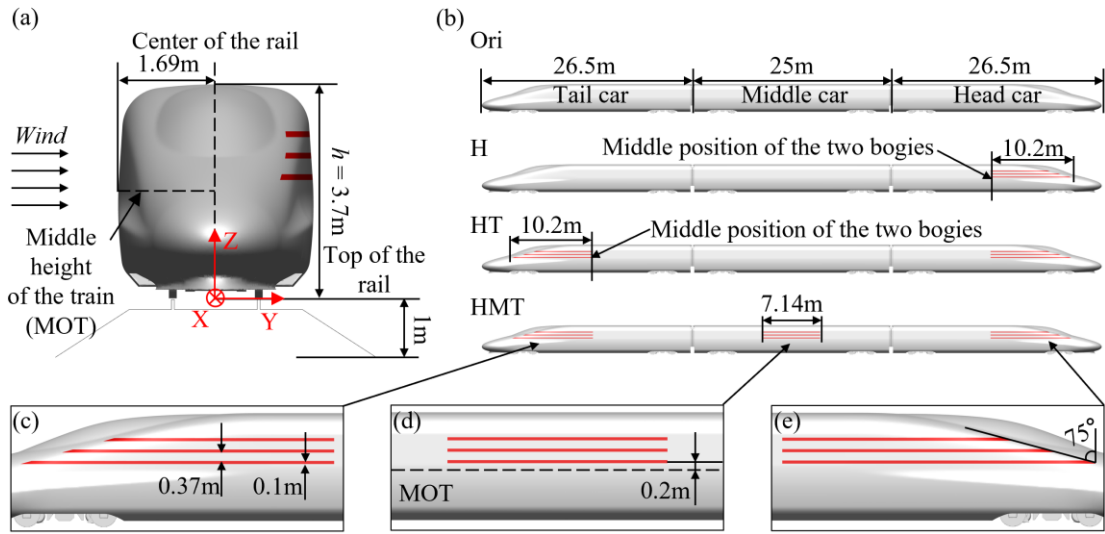 (a)
Center of the rail
1.69m
Wind
h = 3.7m
Middle
height
of the train
(MOT)
Z
X
Y
Top of the
rail
1m
(b)
Ori
26.5m
25m
26.5m
Tail car
Middle car
Head car
H
Middle position of the two bogies
10.2m
HT
10.2m
Middle position of the two bogies
HMT
7.14m
(c)
0.37m
0.1m
(d)
MOT
0.2m
(e)
75°